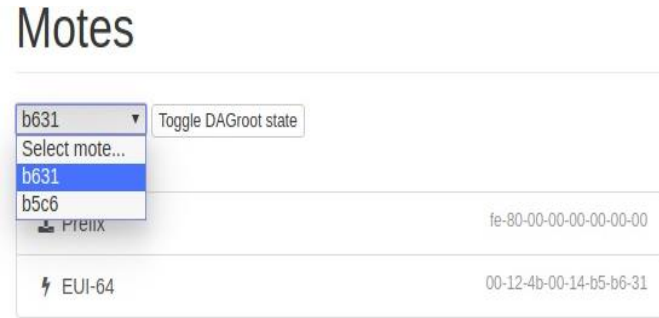 Motes
b631 Toggle DAGroot state
Select mote...
b631
b5c6
Prefix fe-80-00-00-00-00-00-00
EUI-64 00-12-4b-00-14-b5-b6-31